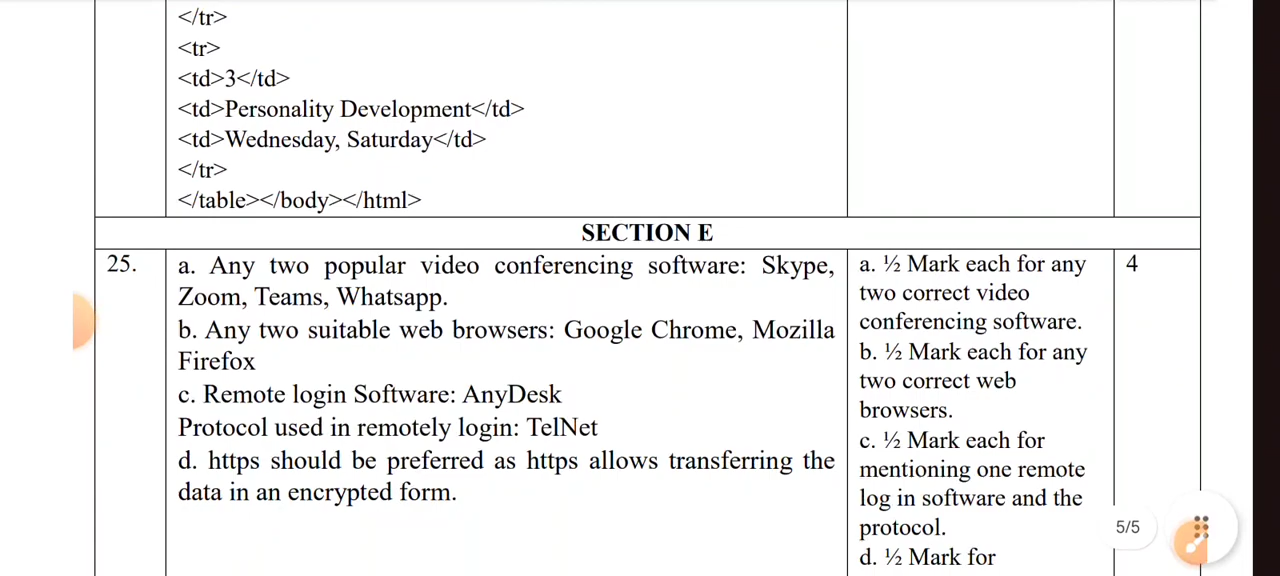 </tr>
<tr>
<td>3</td>
<td>Personality Development</td>
<td>Wednesday, Saturday</td>
</tr>
</table></body></html>
SECTION E
25.
a. Any two popular video conferencing software: Skype,
Zoom, Teams, Whatsapp.
b. Any two suitable web browsers: Google Chrome, Mozilla
Firefox
c. Remote login Software: AnyDesk
Protocol used in remotely login: TelNet
d. https should be preferred as https allows transferring the
data in an encrypted form.
a. ½ Mark each for any
two correct video
conferencing software.
b. ½ Mark each for any
two correct web
browsers.
c. ½ Mark each for
mentioning one remote
log in software and the
protocol.
d. ½ Mark for
4
5/5